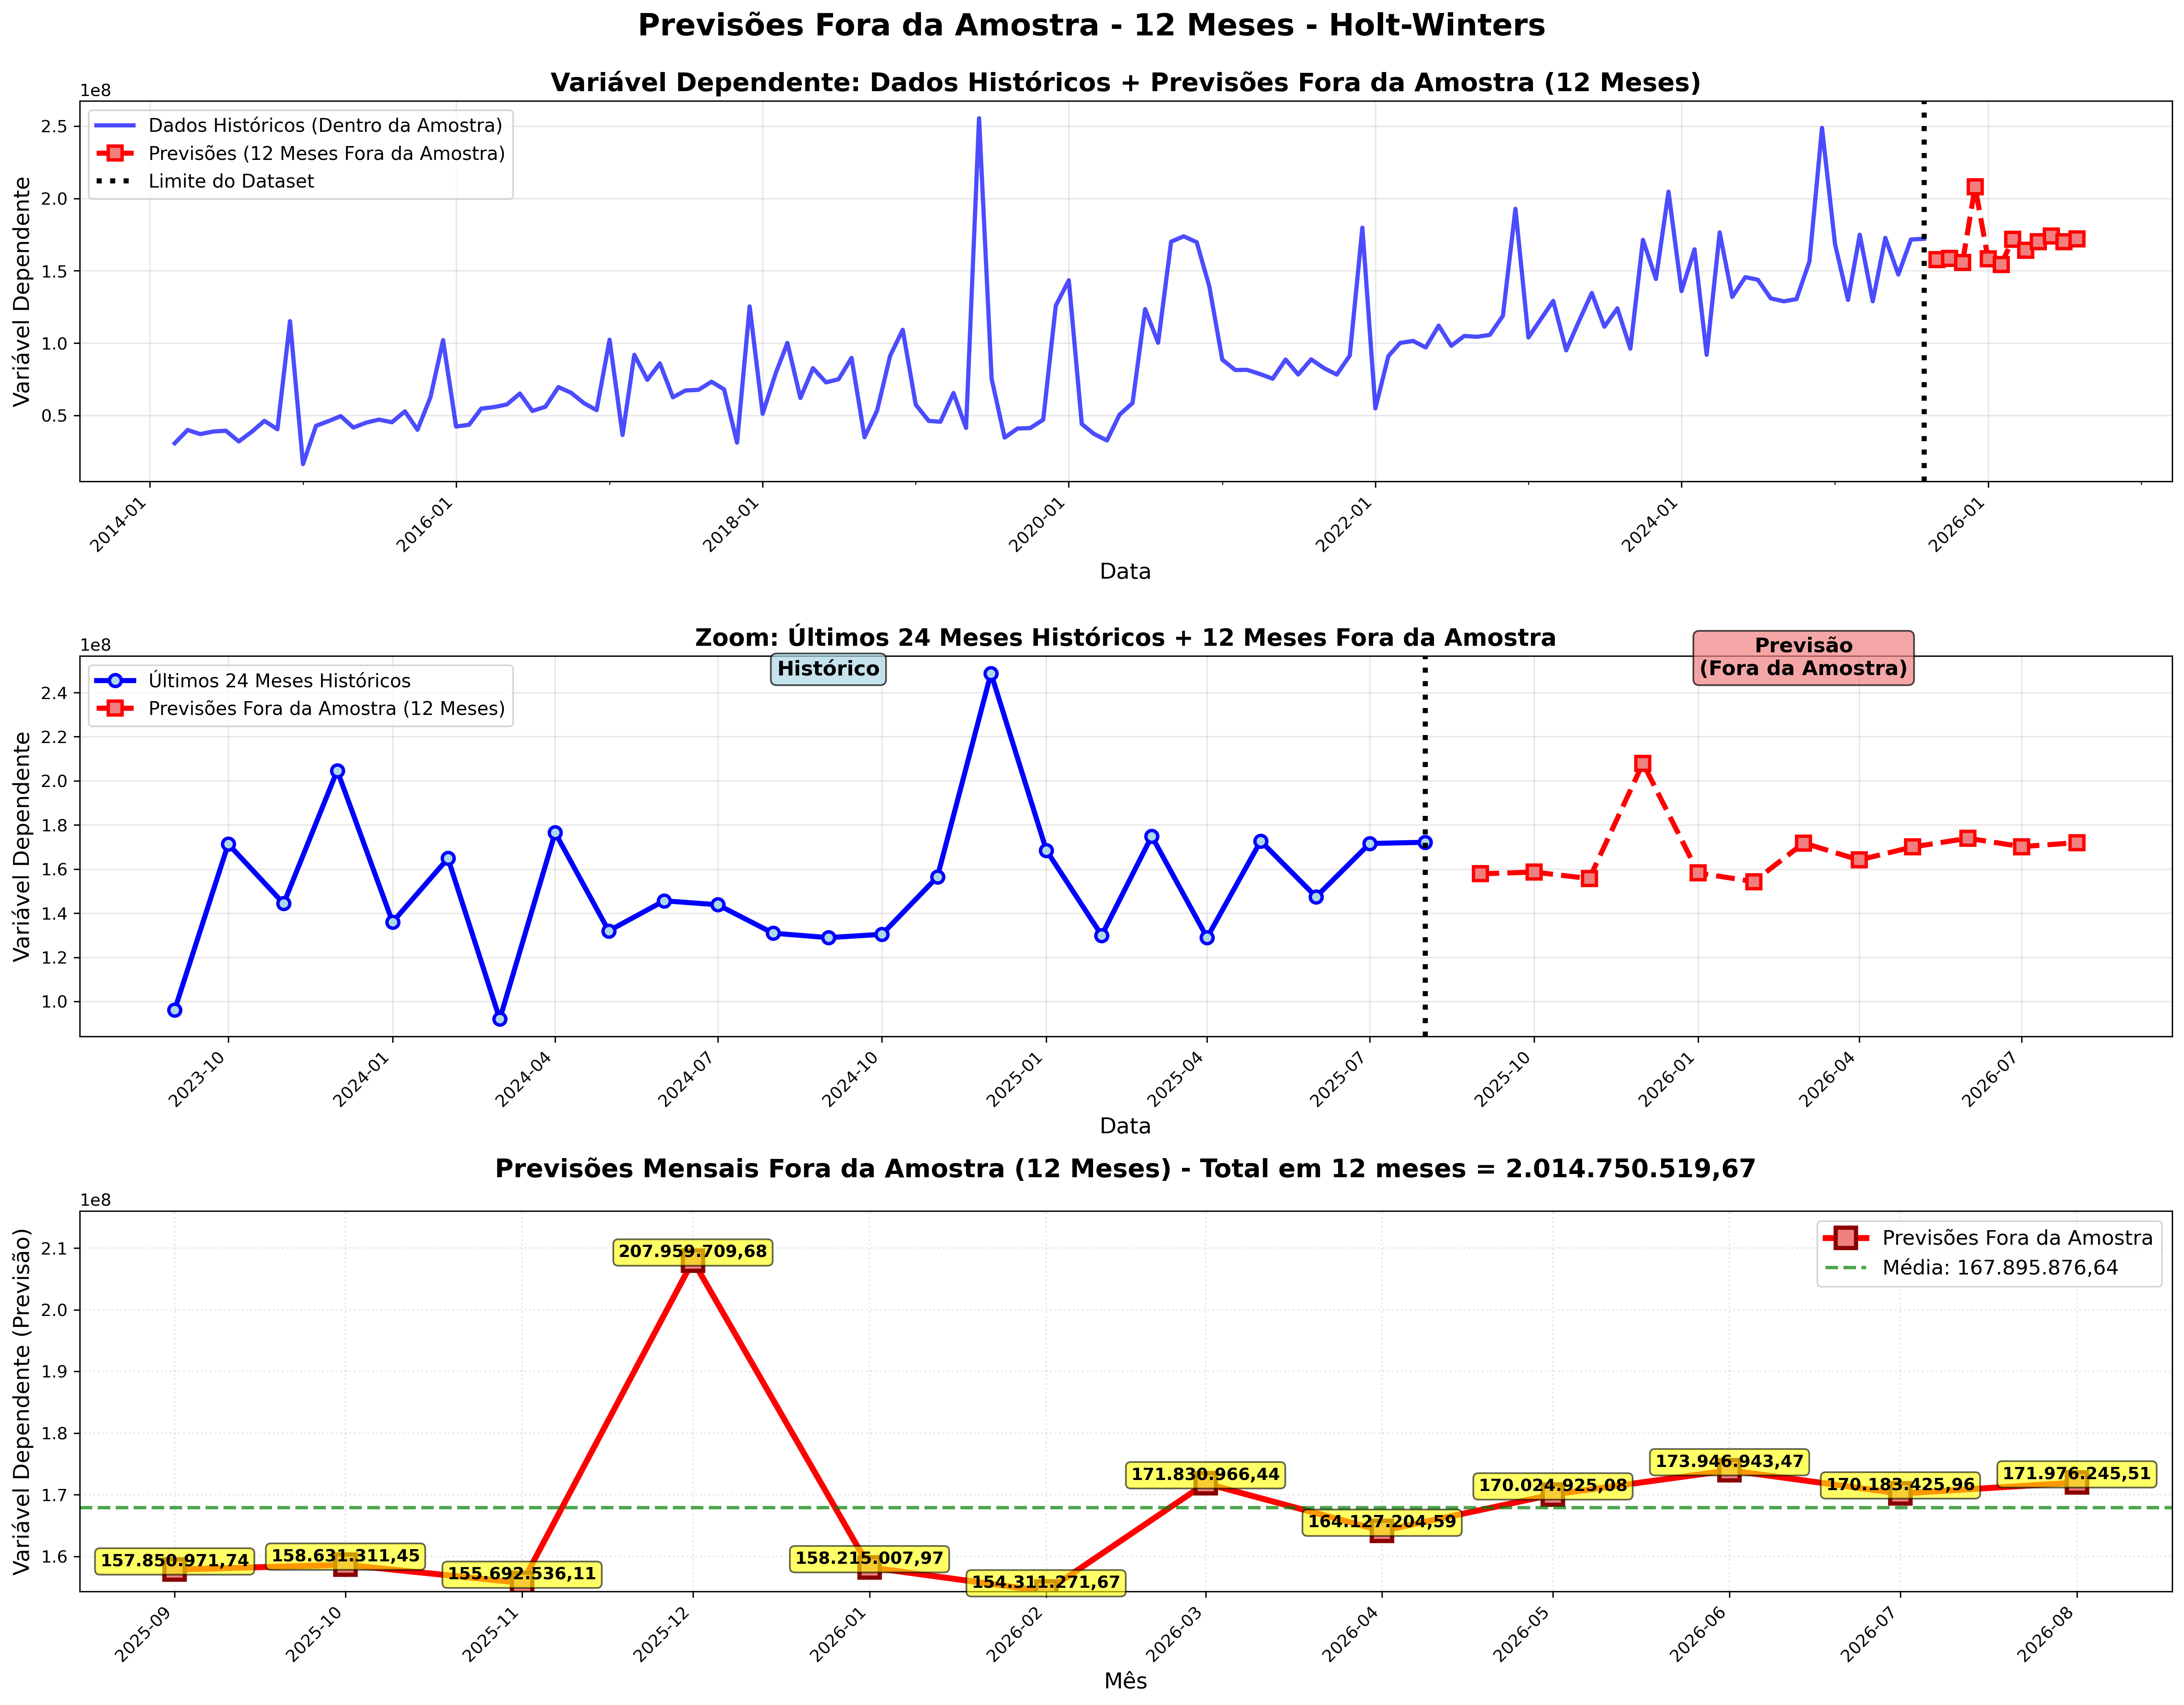 Previsões Fora da Amostra - 12 Meses - Holt-Winters
Variável Dependente: Dados Históricos + Previsões Fora da Amostra (12 Meses)
1e8
Dados Históricos (Dentro da Amostra)
Previsões (12 Meses Fora da Amostra)
Limite do Dataset
2.5
2.0
1.5
1.0
0.5
Variável Dependente
2014-01
2016-01
2018-01
2020-01
2022-01
2024-01
2026-01
Data
Zoom: Últimos 24 Meses Históricos + 12 Meses Fora da Amostra
1e8
Últimos 24 Meses Históricos
Previsões Fora da Amostra (12 Meses)
Histórico
Previsão
(Fora da Amostra)
2.4
2.2
2.0
1.8
1.6
1.4
1.2
1.0
Variável Dependente
2023-10
2024-01
2024-04
2024-07
2024-10
2025-01
2025-04
2025-07
2025-10
2026-01
2026-04
2026-07
Data
Previsões Mensais Fora da Amostra (12 Meses) - Total em 12 meses = 2.014.750.519,67
1e8
Previsões Fora da Amostra
Média: 167.895.876,64
2.1
2.0
1.9
1.8
1.7
1.6
Variável Dependente (Previsão)
157.850.971,74
158.631.311,45
155.692.536,11
207.959.709,68
158.215.007,97
154.311.271,67
171.830.966,44
164.127.204,59
170.024.925,08
173.946.943,47
170.183.425,96
171.976.245,51
2025-09
2025-10
2025-11
2025-12
2026-01
2026-02
2026-03
2026-04
2026-05
2026-06
2026-07
2026-08
Mês